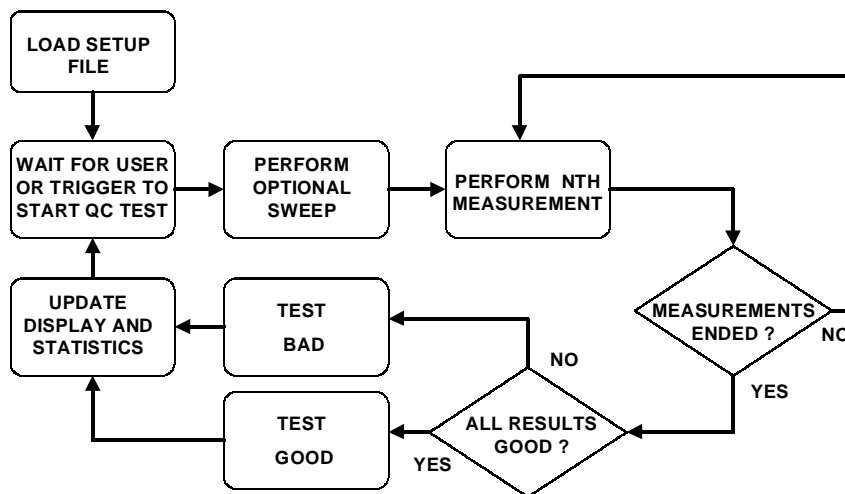 LOAD SETUP
FILE
WAIT FOR USER
OR TRIGGER TO
START QC TEST
PERFORM
OPTIONAL
SWEEP
PERFORM NTH
MEASUREMENT
UPDATE
DISPLAY AND
STATISTICS
TEST
BAD
MEASUREMENTS
ENDED ?
NO
NO
YES
TEST
GOOD
YES
ALL RESULTS
GOOD ?